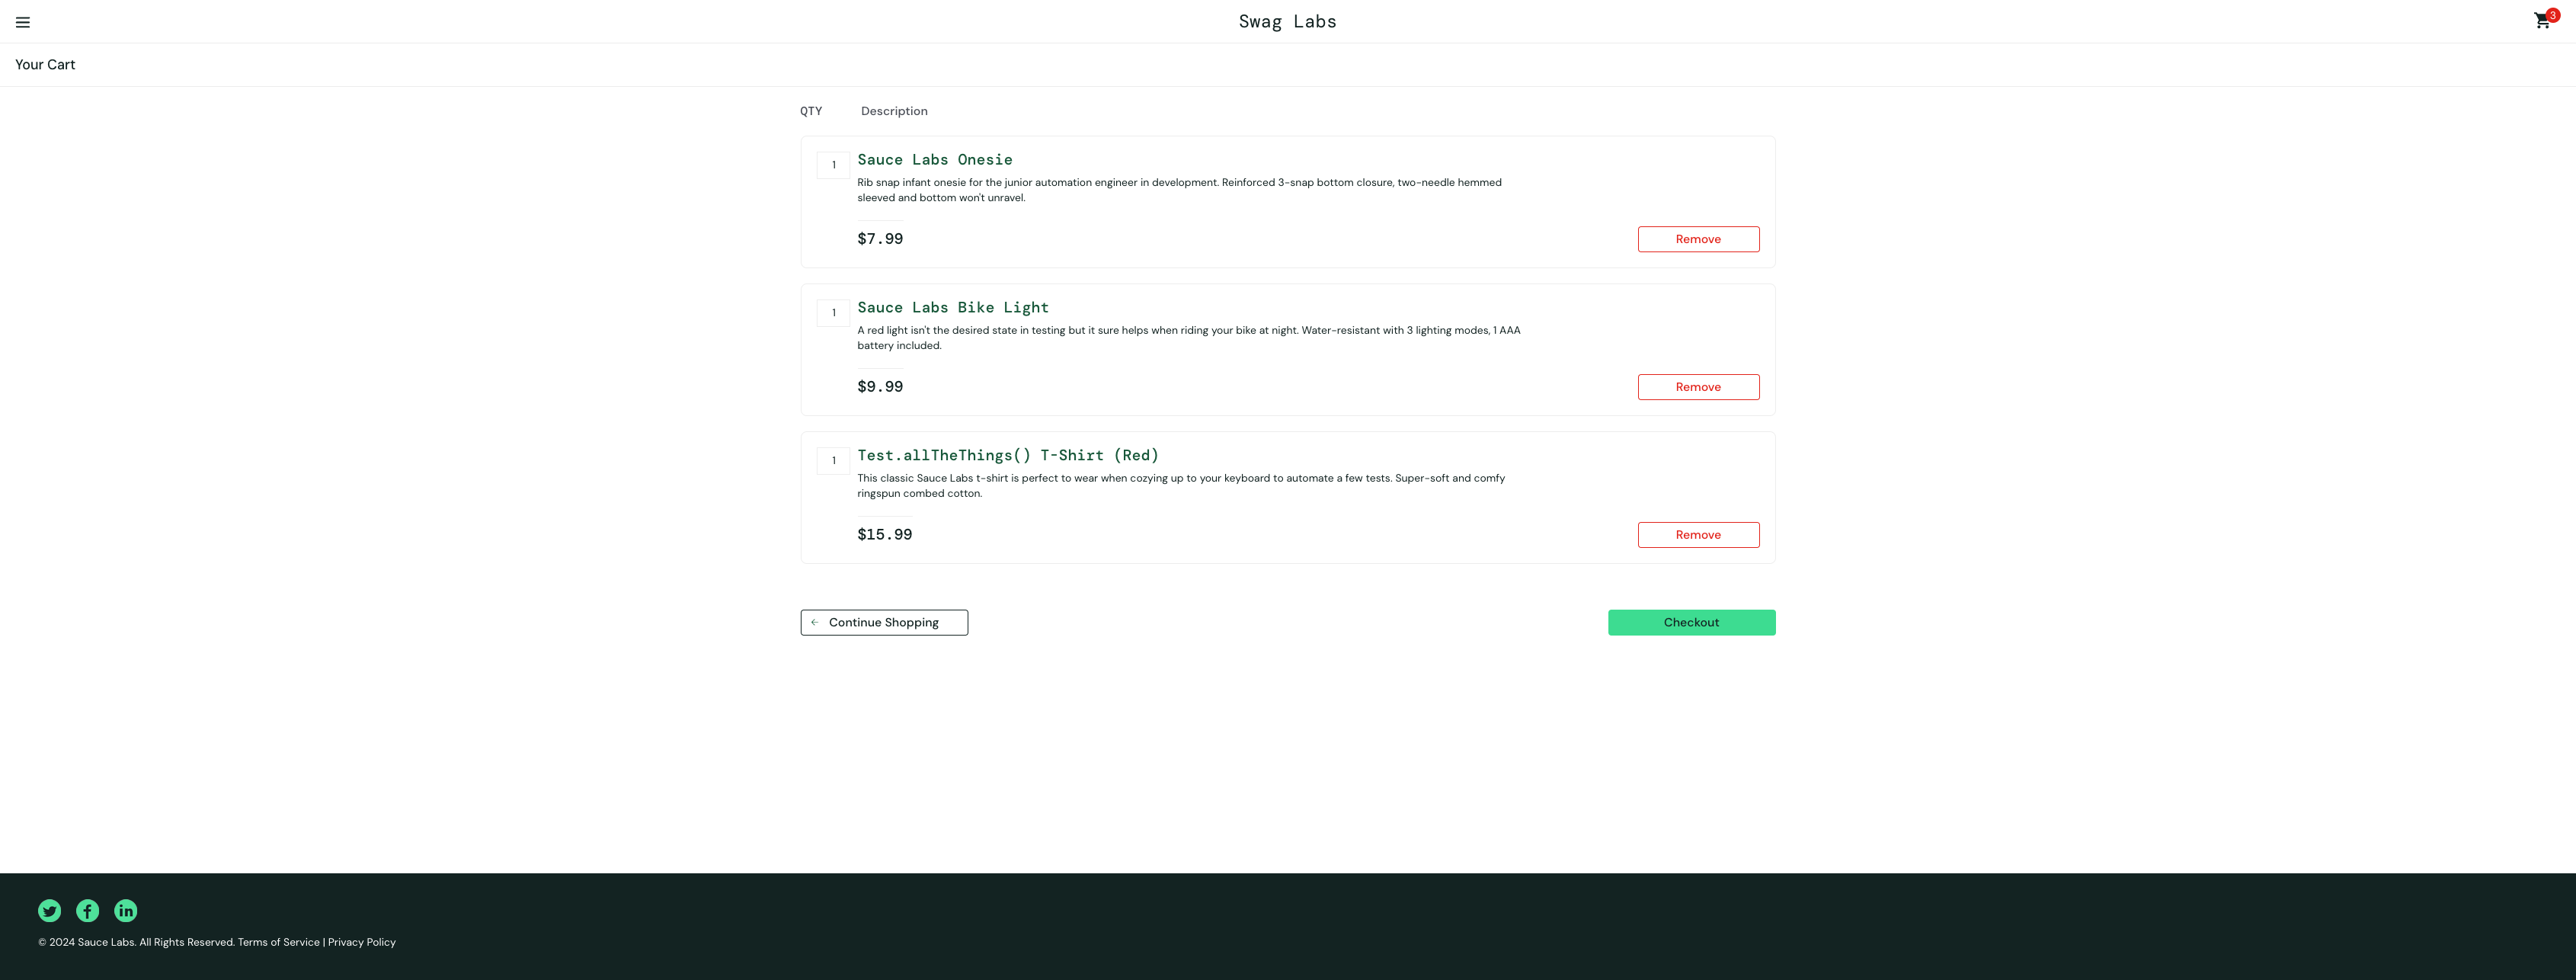 Swag Labs
3
Your Cart
QTY Description
1 Sauce Labs Onesie
Rib snap infant onesie for the junior automation engineer in development. Reinforced 3-snap bottom closure, two-needle hemmed
sleeved and bottom won't unravel.
$7.99 Remove
1 Sauce Labs Bike Light
A red light isn't the desired state in testing but it sure helps when riding your bike at night. Water-resistant with 3 lighting modes, 1 AAA
battery included.
$9.99 Remove
1 Test.allTheThings() T-Shirt (Red)
This classic Sauce Labs t-shirt is perfect to wear when cozying up to your keyboard to automate a few tests. Super-soft and comfy
ringspun combed cotton.
$15.99 Remove
Continue Shopping Checkout
© 2024 Sauce Labs. All Rights Reserved. Terms of Service | Privacy Policy